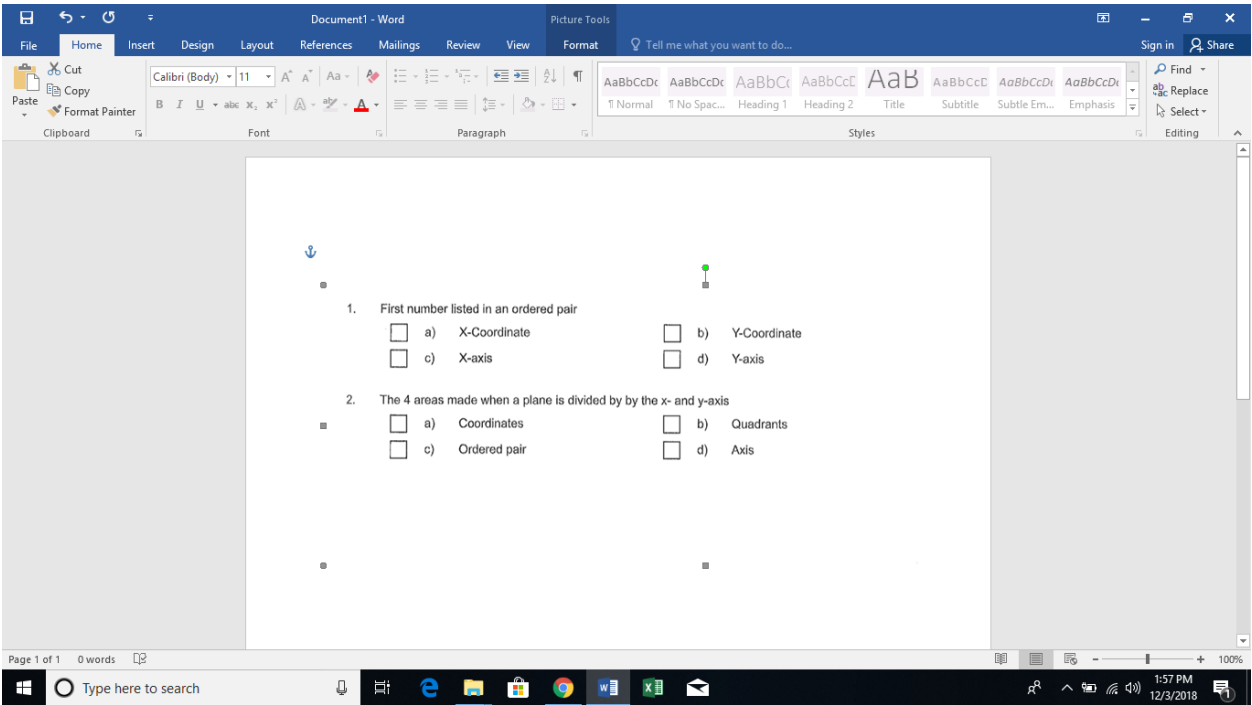 Document1 - Word
Picture Tools
File Home Insert Design Layout References Mailings Review View Format Tell me what you want to do... Sign in Share
Paste
Cut
Copy
Format Painter
Clipboard
Calibri (Body) 11 A A Aa
B I U abc X₂ X² A aby A
Font
Paragraph
AaBbCcDc AaBbCcDc AaBbCc AaBbCcD AaB AaBbCcD AaBbCcDc AaBbCcDc
¶ Normal ¶ No Spac... Heading 1 Heading 2 Title Subtitle Subtle Em... Emphasis
Styles
Find
Replace
Select
Editing
1. First number listed in an ordered pair
a) X-Coordinate b) Y-Coordinate
c) X-axis d) Y-axis
2. The 4 areas made when a plane is divided by by the x- and y-axis
a) Coordinates b) Quadrants
c) Ordered pair d) Axis
Page 1 of 1 0 words 100%
Type here to search
1:57 PM
12/3/2018